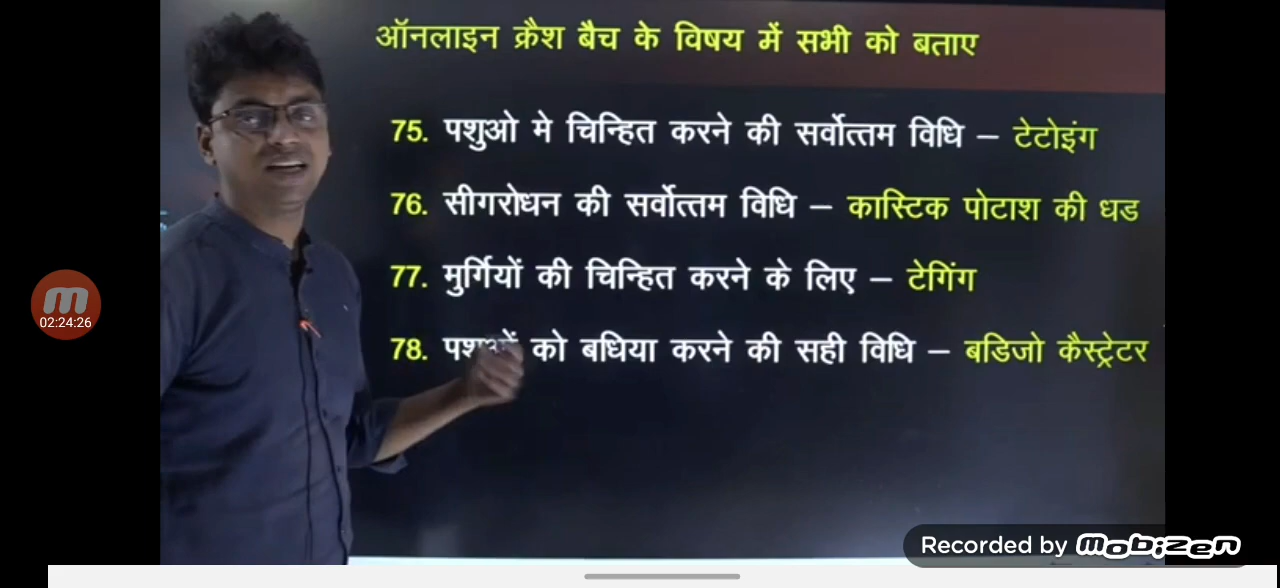 ऑनलाइन क्रैश बैच के विषय में सभी को बताए
75. पशुओ मे चिन्हित करने की सर्वोत्तम विधि – टेटोइंग
76. सीगरोधन की सर्वोत्तम विधि – कास्टिक पोटाश की धड
77. मुर्गियों की चिन्हित करने के लिए – टेगिंग
78. को बधिया करने की सही विधि – बडिजो कैस्ट्रेटर
02:24:26
Recorded by mobizen